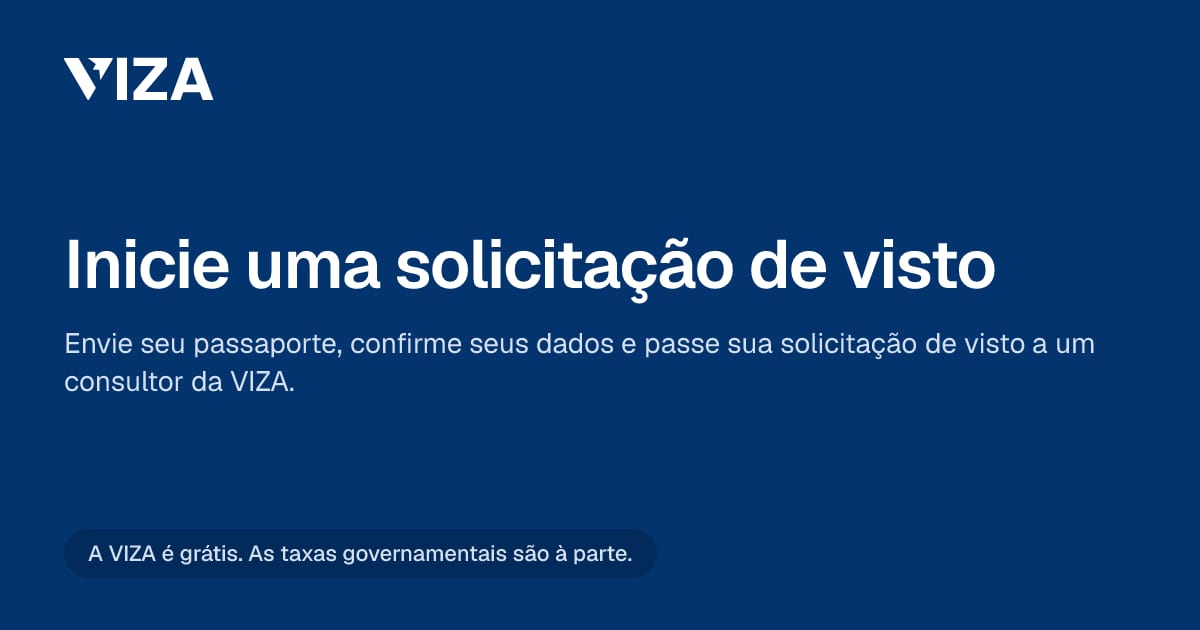 VIZA
Inicie uma solicitação de visto
Envie seu passaporte, confirme seus dados e passe sua solicitação de visto a um
consultor da VIZA.
A VIZA é grátis. As taxas governamentais são à parte.